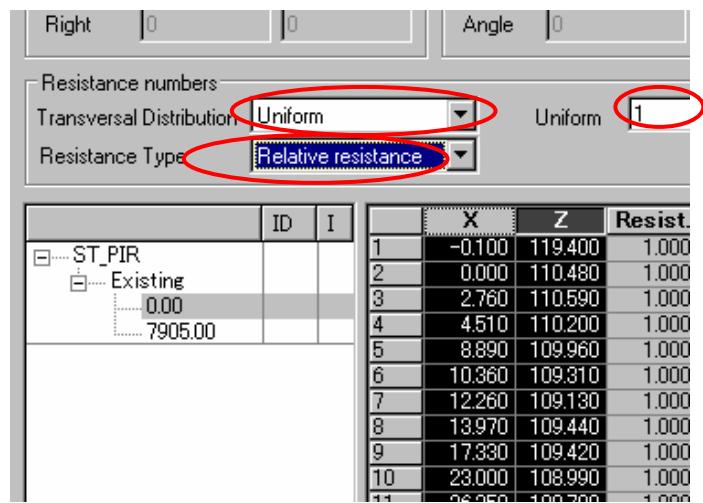 Right 0 0 Angle 0
Resistance numbers
Transversal Distribution Uniform Uniform 1
Resistance Type Relative resistance
ID I X Z Resist.
ST_PIR
Existing
0.00
7905.00
1 -0.100 119.400 1.000
2 0.000 110.480 1.000
3 2.760 110.590 1.000
4 4.510 110.200 1.000
5 8.890 109.960 1.000
6 10.360 109.310 1.000
7 12.260 109.130 1.000
8 13.970 109.440 1.000
9 17.330 109.420 1.000
10 23.000 108.990 1.000